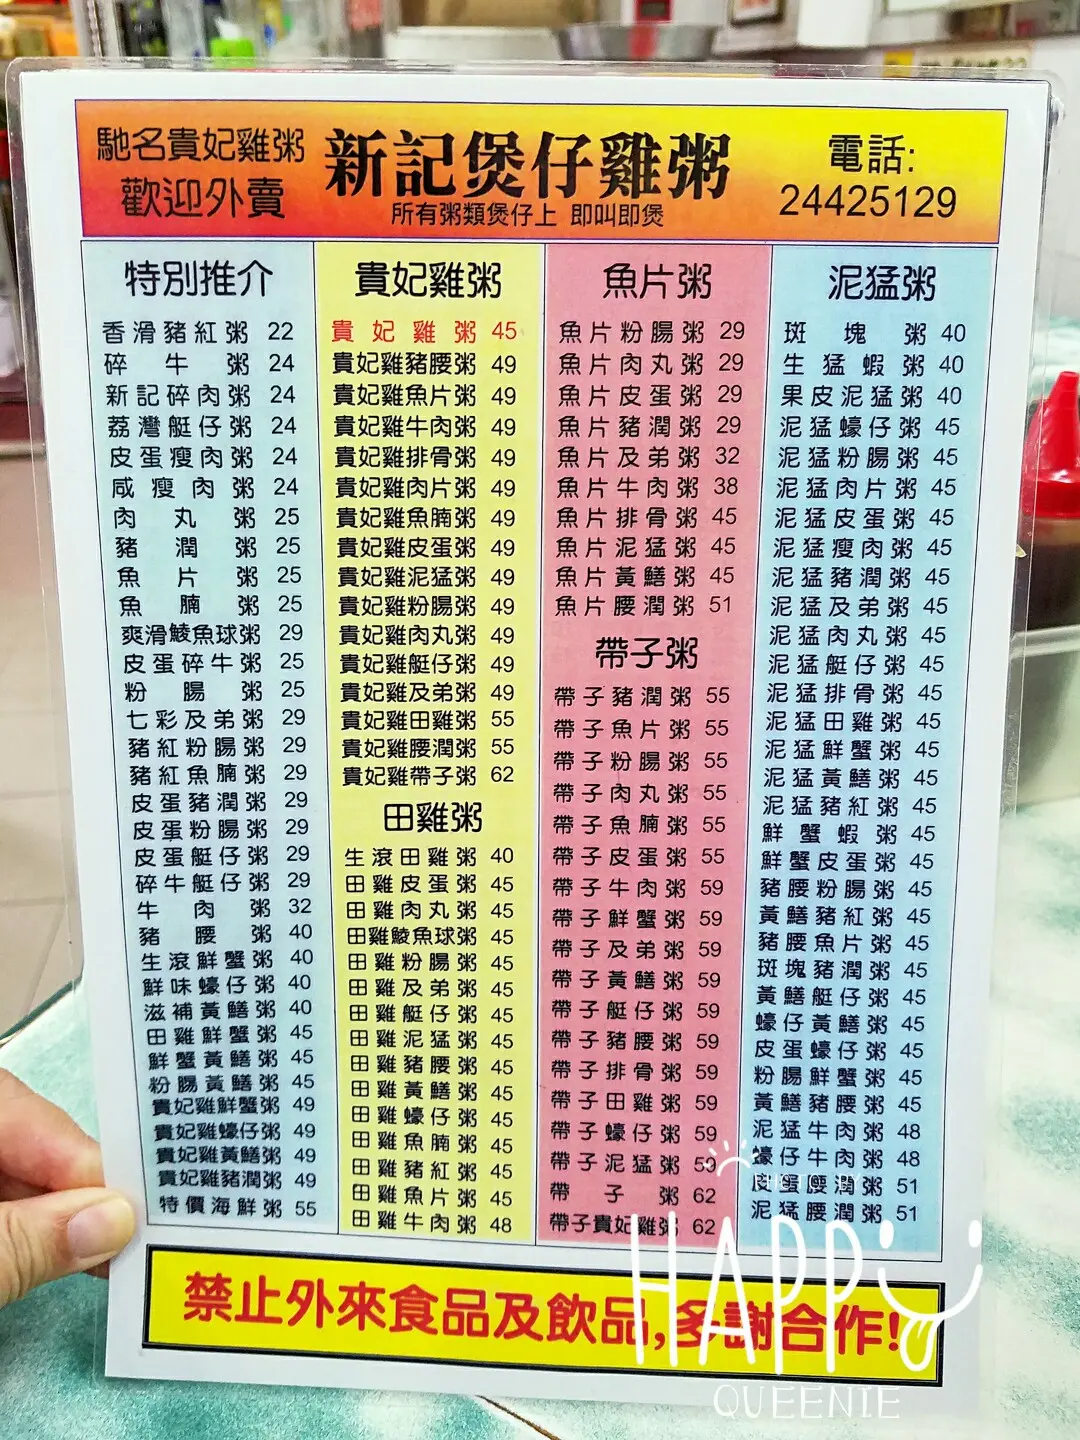 馳名貴妃雞粥
歡迎外賣
新記煲仔雞粥
所有粥類煲仔上 即叫即煲
電話:
24425129
特別推介
香滑豬紅粥 22
碎牛粥 24
新記碎肉粥 24
荔灣艇仔粥 24
皮蛋瘦肉粥 24
咸瘦肉粥 24
肉丸粥 25
豬潤粥 25
魚片粥 25
魚腩粥 25
爽滑鯪魚球粥 29
皮蛋碎牛粥 25
粉腸粥 25
七彩及弟粥 29
豬紅粉腸粥 29
豬紅魚腩粥 29
皮蛋豬潤粥 29
皮蛋粉腸粥 29
皮蛋艇仔粥 29
碎牛艇仔粥 29
牛肉粥 32
豬腰粥 40
生滾鮮蟹粥 40
鮮味蠔仔粥 40
滋補黃鱔粥 40
田雞鮮蟹粥 45
鮮蟹黃鱔粥 45
粉腸黃鱔粥 45
貴妃雞鮮蟹粥 49
貴妃雞蠔仔粥 49
貴妃雞黃鱔粥 49
貴妃雞豬潤粥 49
特價海鮮粥 55
貴妃雞粥
貴妃雞粥 45
貴妃雞豬腰粥 49
貴妃雞魚片粥 49
貴妃雞牛肉粥 49
貴妃雞排骨粥 49
貴妃雞肉片粥 49
貴妃雞魚腩粥 49
貴妃雞皮蛋粥 49
貴妃雞泥猛粥 49
貴妃雞粉腸粥 49
貴妃雞肉丸粥 49
貴妃雞艇仔粥 49
貴妃雞及弟粥 49
貴妃雞田雞粥 55
貴妃雞腰潤粥 55
貴妃雞帶子粥 62
田雞粥
生滾田雞粥 40
田雞皮蛋粥 45
田雞肉丸粥 45
田雞鯪魚球粥 45
田雞粉腸粥 45
田雞及弟粥 45
田雞艇仔粥 45
田雞泥猛粥 45
田雞豬腰粥 45
田雞黃鱔粥 45
田雞蠔仔粥 45
田雞魚腩粥 45
田雞豬紅粥 45
田雞魚片粥 45
田雞牛肉粥 48
魚片粥
魚片粉腸粥 29
魚片肉丸粥 29
魚片皮蛋粥 29
魚片豬潤粥 29
魚片及弟粥 32
魚片牛肉粥 38
魚片排骨粥 45
魚片泥猛粥 45
魚片黃鱔粥 45
魚片腰潤粥 51
帶子粥
帶子豬潤粥 55
帶子魚片粥 55
帶子粉腸粥 55
帶子肉丸粥 55
帶子魚腩粥 55
帶子皮蛋粥 55
帶子牛肉粥 59
帶子鮮蟹粥 59
帶子及弟粥 59
帶子黃鱔粥 59
帶子艇仔粥 59
帶子豬腰粥 59
帶子排骨粥 59
帶子田雞粥 59
帶子蠔仔粥 59
帶子泥猛粥 59
帶子粥 62
帶子貴妃雞粥 62
泥猛粥
斑塊粥 40
生猛蝦粥 40
果皮泥猛粥 40
泥猛蠔仔粥 45
泥猛粉腸粥 45
泥猛肉片粥 45
泥猛皮蛋粥 45
泥猛瘦肉粥 45
泥猛豬潤粥 45
泥猛及弟粥 45
泥猛肉丸粥 45
泥猛艇仔粥 45
泥猛排骨粥 45
泥猛田雞粥 45
泥猛鮮蟹粥 45
泥猛黃鱔粥 45
泥猛豬紅粥 45
鮮蟹蝦粥 45
鮮蟹皮蛋粥 45
豬腰粉腸粥 45
黃鱔豬紅粥 45
豬腰魚片粥 45
斑塊豬潤粥 45
黃鱔艇仔粥 45
蠔仔黃鱔粥 45
皮蛋蠔仔粥 45
粉腸鮮蟹粥 45
黃鱔豬腰粥 45
泥猛牛肉粥 48
蠔仔牛肉粥 48
皮蛋腰潤粥 51
泥猛腰潤粥 51
禁止外來食品及飲品,多謝合作!
PHOTO BY
HAPPY
QUEENIE